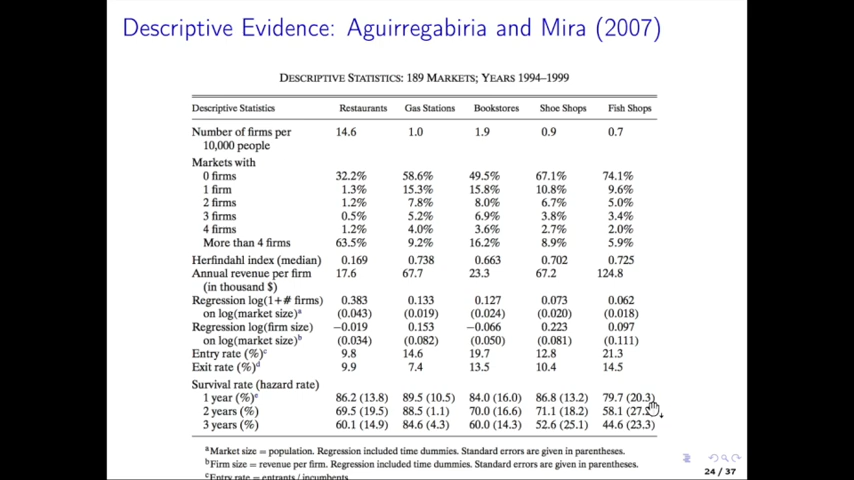 Descriptive Evidence: Aguirregabiria and Mira (2007)
DESCRIPTIVE STATISTICS: 189 MARKETS; YEARS 1994–1999
Descriptive Statistics Restaurants Gas Stations Bookstores Shoe Shops Fish Shops
Number of firms per 14.6 1.0 1.9 0.9 0.7
10,000 people
Markets with
0 firms 32.2% 58.6% 49.5% 67.1% 74.1%
1 firm 1.3% 15.3% 15.8% 10.8% 9.6%
2 firms 1.2% 7.8% 8.0% 6.7% 5.0%
3 firms 0.5% 5.2% 6.9% 3.8% 3.4%
4 firms 1.2% 4.0% 3.6% 2.7% 2.0%
More than 4 firms 63.5% 9.2% 16.2% 8.9% 5.9%
Herfindahl index (median) 0.169 0.738 0.663 0.702 0.725
Annual revenue per firm 17.6 67.7 23.3 67.2 124.8
(in thousand $)
Regression log(1+# firms) 0.383 0.133 0.127 0.073 0.062
on log(market size)a (0.043) (0.019) (0.024) (0.020) (0.018)
Regression log(firm size) −0.019 0.153 −0.066 0.223 0.097
on log(market size)b (0.034) (0.082) (0.050) (0.081) (0.111)
Entry rate (%)c 9.8 14.6 19.7 12.8 21.3
Exit rate (%)d 9.9 7.4 13.5 10.4 14.5
Survival rate (hazard rate)
1 year (%)e 86.2 (13.8) 89.5 (10.5) 84.0 (16.0) 86.8 (13.2) 79.7 (20.3)
2 years (%) 69.5 (19.5) 88.5 (1.1) 70.0 (16.6) 71.1 (18.2) 58.1
3 years (%) 60.1 (14.9) 84.6 (4.3) 60.0 (14.3) 52.6 (25.1) 44.6 (23.3)
aMarket size = population. Regression included time dummies. Standard errors are given in parentheses.
bFirm size = revenue per firm. Regression included time dummies. Standard errors are given in parentheses.
cEntry rate = entrants / incumbents
24 / 37